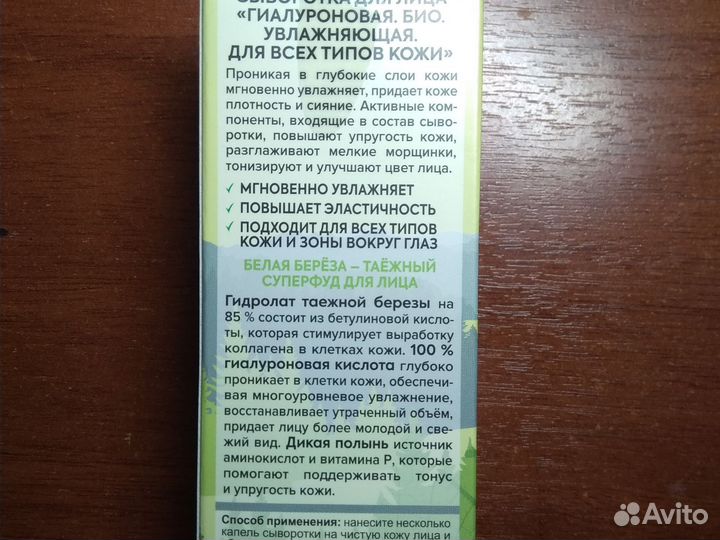 СЫВОРОТКА ДЛЯ ЛИЦА
«ГИАЛУРОНОВАЯ. БИО.
УВЛАЖНЯЮЩАЯ.
ДЛЯ ВСЕХ ТИПОВ КОЖИ»
Проникая в глубокие слои кожи
мгновенно увлажняет, придает коже
плотность и сияние. Активные ком-
поненты, входящие в состав сыво-
ротки, повышают упругость кожи,
разглаживают мелкие морщинки,
тонизируют и улучшают цвет лица.
✓ МГНОВЕННО УВЛАЖНЯЕТ
✓ ПОВЫШАЕТ ЭЛАСТИЧНОСТЬ
✓ ПОДХОДИТ ДЛЯ ВСЕХ ТИПОВ
КОЖИ И ЗОНЫ ВОКРУГ ГЛАЗ
БЕЛАЯ БЕРЁЗА – ТАЁЖНЫЙ
СУПЕРФУД ДЛЯ ЛИЦА
Гидролат таежной березы на
85 % состоит из бетулиновой кисло-
ты, которая стимулирует выработку
коллагена в клетках кожи. 100 %
гиалуроновая кислота глубоко
проникает в клетки кожи, обеспечи-
вая многоуровневое увлажнение,
восстанавливает утраченный объём,
придает лицу более молодой и све-
жий вид. Дикая полынь источник
аминокислот и витамина Р, которые
помогают поддерживать тонус
и упругость кожи.
Способ применения: нанесите несколько
капель сыворотки на чистую кожу лица и
Avito